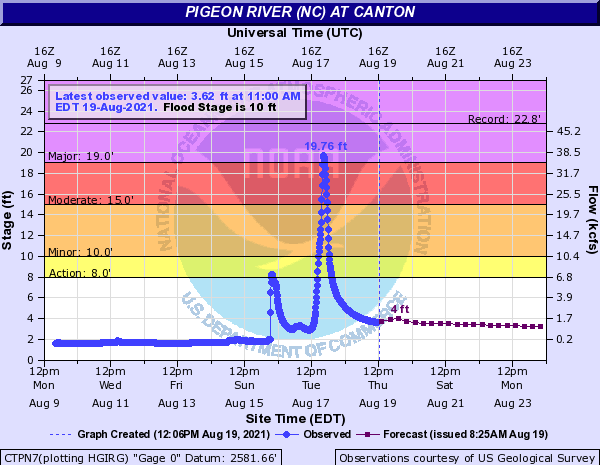 PIGEON RIVER (NC) AT CANTON
Universal Time (UTC)
16Z 16Z 16Z 16Z 16Z 16Z 16Z 16Z
Aug 9 Aug 11 Aug 13 Aug 15 Aug 17 Aug 19 Aug 21 Aug 23
Latest observed value: 3.62 ft at 11:00 AM
EDT 19-Aug-2021. Flood Stage is 10 ft
Record: 22.8'
19.76 ft
Major: 19.0'
Moderate: 15.0'
Minor: 10.0'
Action: 8.0'
4 ft
NOAA
NATIONAL OCEANIC AND ATMOSPHERIC ADMINISTRATION
U.S. DEPARTMENT OF COMMERCE
Stage (ft)
27
26
24
22
20
18
16
14
12
10
8
6
4
2
0
Flow (kcfs)
45.2
38.5
31.7
25.5
19.7
14.7
10.4
6.8
3.9
1.7
0.2
12pm 12pm 12pm 12pm 12pm 12pm 12pm 12pm
Mon Wed Fri Sun Tue Thu Sat Mon
Aug 9 Aug 11 Aug 13 Aug 15 Aug 17 Aug 19 Aug 21 Aug 23
Site Time (EDT)
Graph Created (12:06PM Aug 19, 2021) Observed Forecast (issued 8:25AM Aug 19)
CTPN7(plotting HGIRG) "Gage 0" Datum: 2581.66' Observations courtesy of US Geological Survey